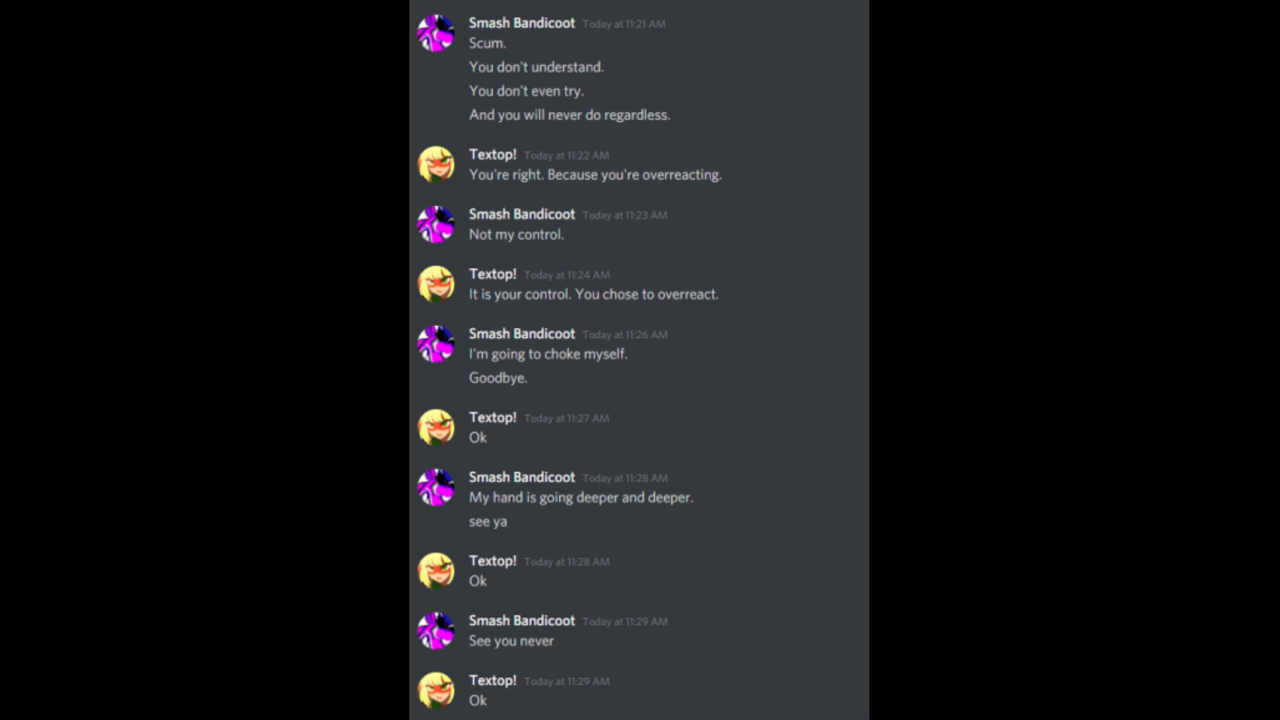 Smash Bandicoot Today at 11:21 AM
Scum.
You don't understand.
You don't even try.
And you will never do regardless.
Textop! Today at 11:22 AM
You're right. Because you're overreacting.
Smash Bandicoot Today at 11:23 AM
Not my control.
Textop! Today at 11:24 AM
It is your control. You chose to overreact.
Smash Bandicoot Today at 11:26 AM
I'm going to choke myself.
Goodbye.
Textop! Today at 11:27 AM
Ok
Smash Bandicoot Today at 11:28 AM
My hand is going deeper and deeper.
see ya
Textop! Today at 11:28 AM
Ok
Smash Bandicoot Today at 11:29 AM
See you never
Textop! Today at 11:29 AM
Ok